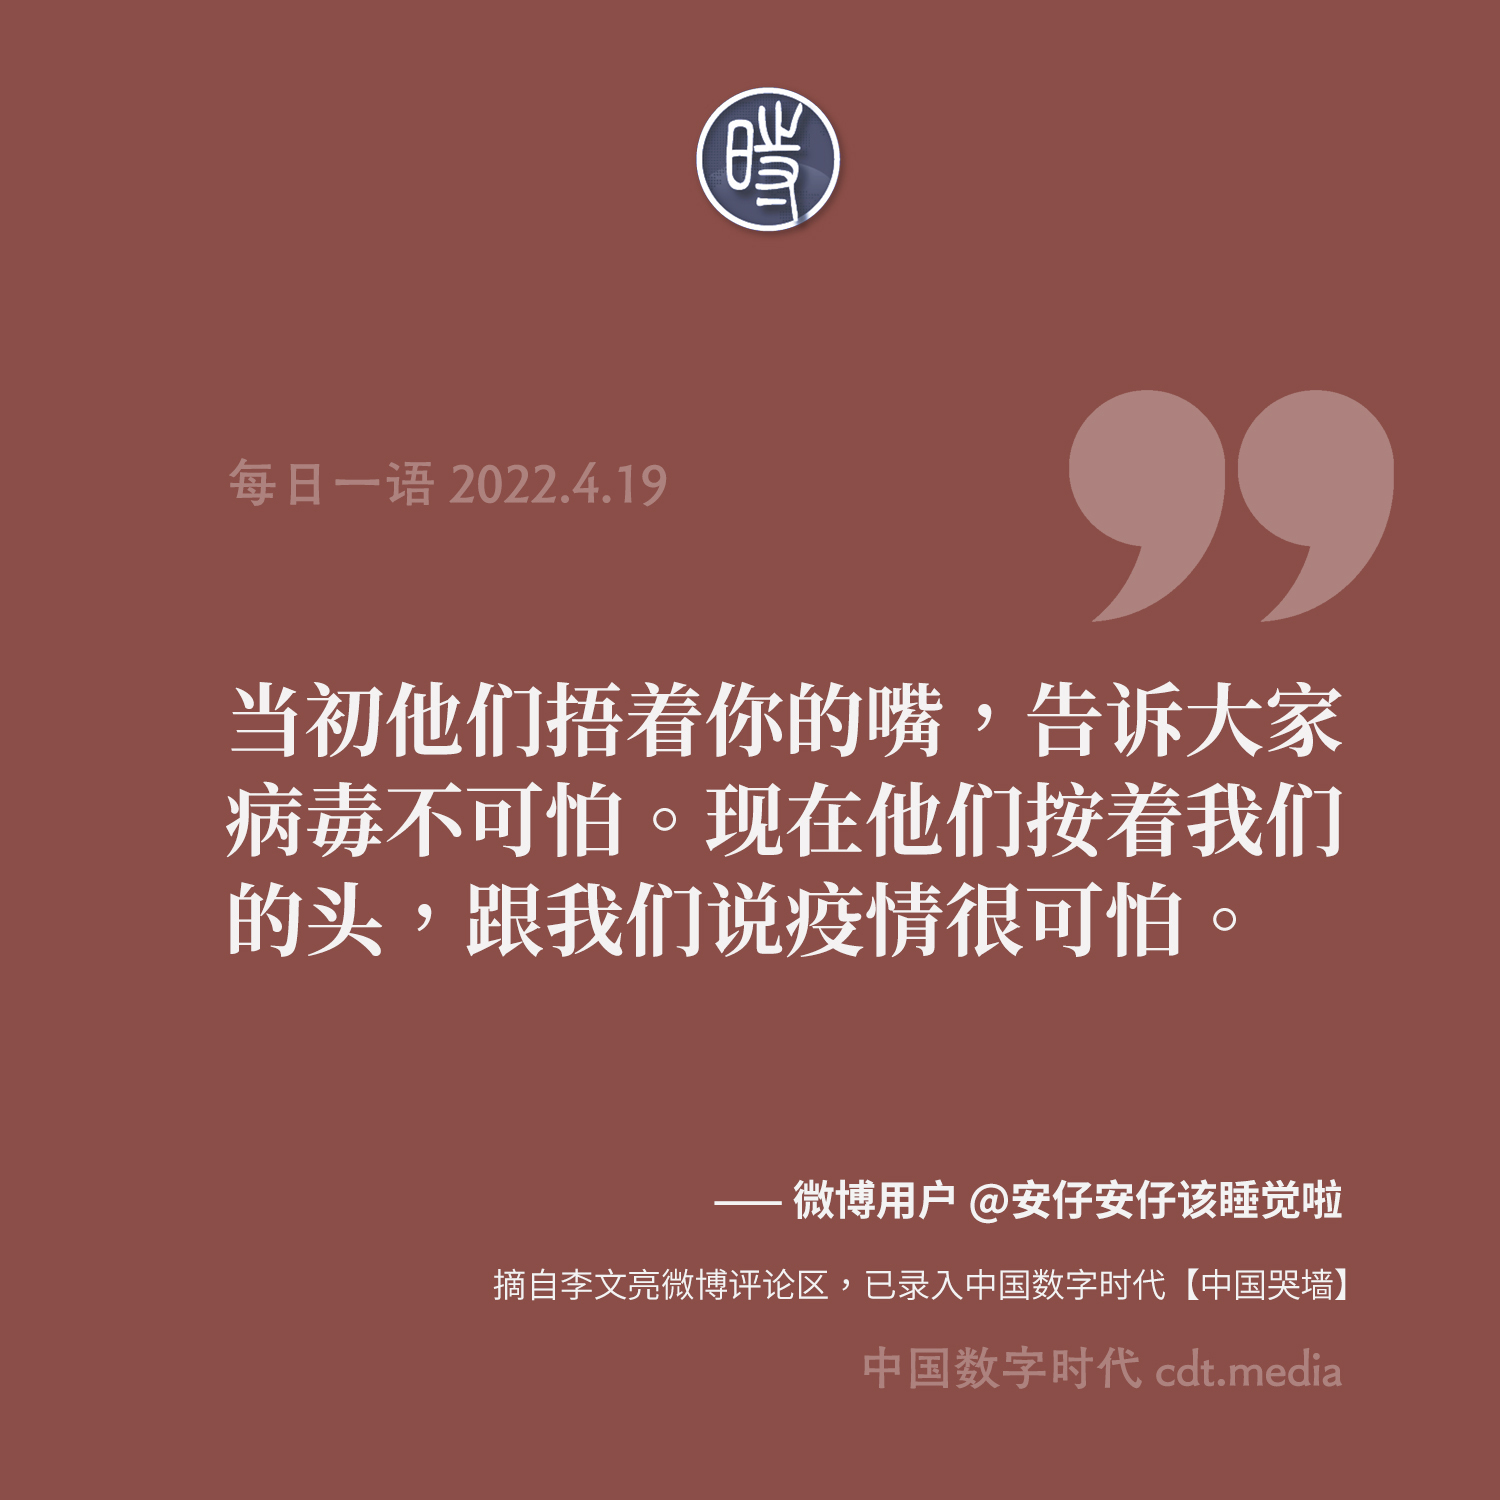 時
每日一语 2022.4.19
当初他们捂着你的嘴，告诉大家
病毒不可怕。现在他们按着我们
的头，跟我们说疫情很可怕。
—— 微博用户 @安仔安仔该睡觉啦
摘自李文亮微博评论区，已录入中国数字时代【中国哭墙】
中国数字时代 cdt.media